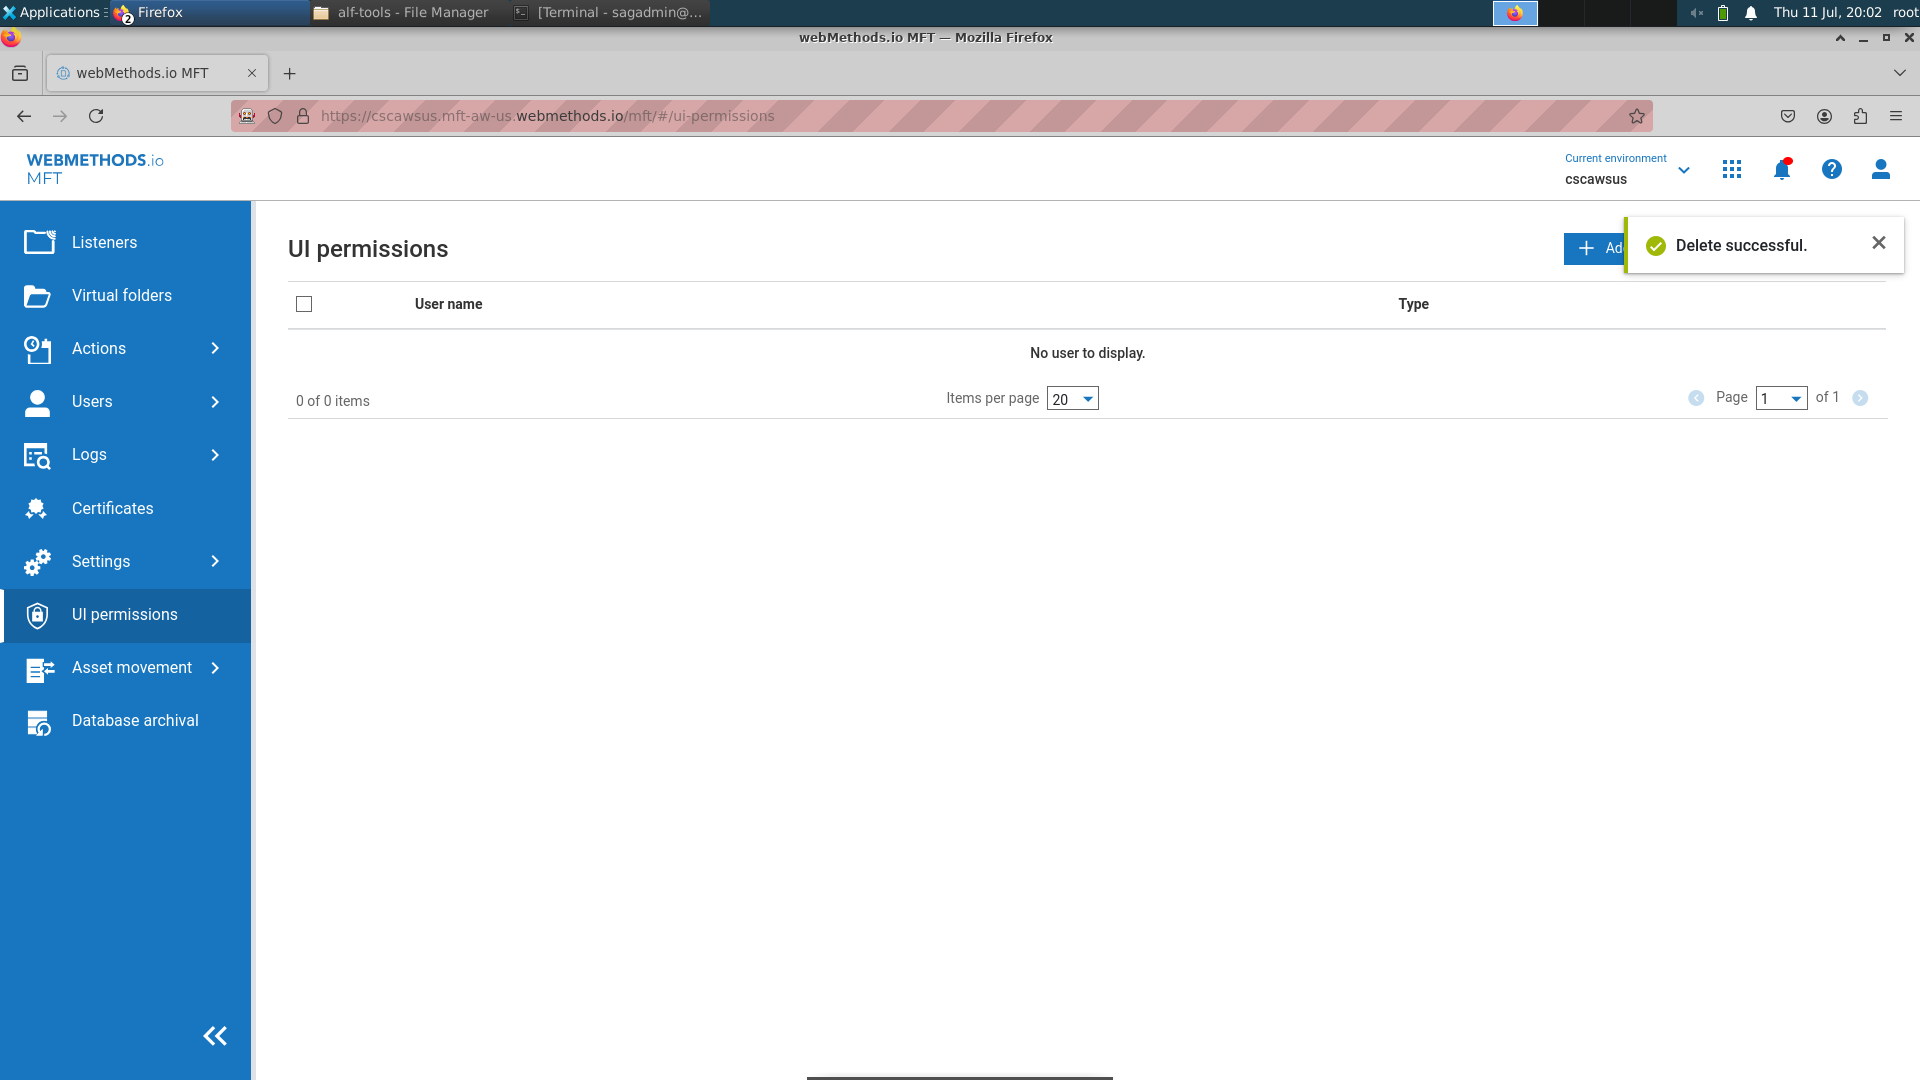 Applications
2
Firefox
alf-tools - File Manager
[Terminal - sagadmin@...
Thu 11 Jul, 20:02
root
webMethods.io MFT — Mozilla Firefox
webMethods.io MFT
https://cscawsus.mft-aw-us.webmethods.io/mft/#/ui-permissions
WEBMETHODS.io
MFT
Current environment
cscawsus
Listeners
Virtual folders
Actions
Users
Logs
Certificates
Settings
UI permissions
Asset movement
Database archival
UI permissions
Delete successful.
User name
Type
No user to display.
0 of 0 items
Items per page 20
Page 1 of 1